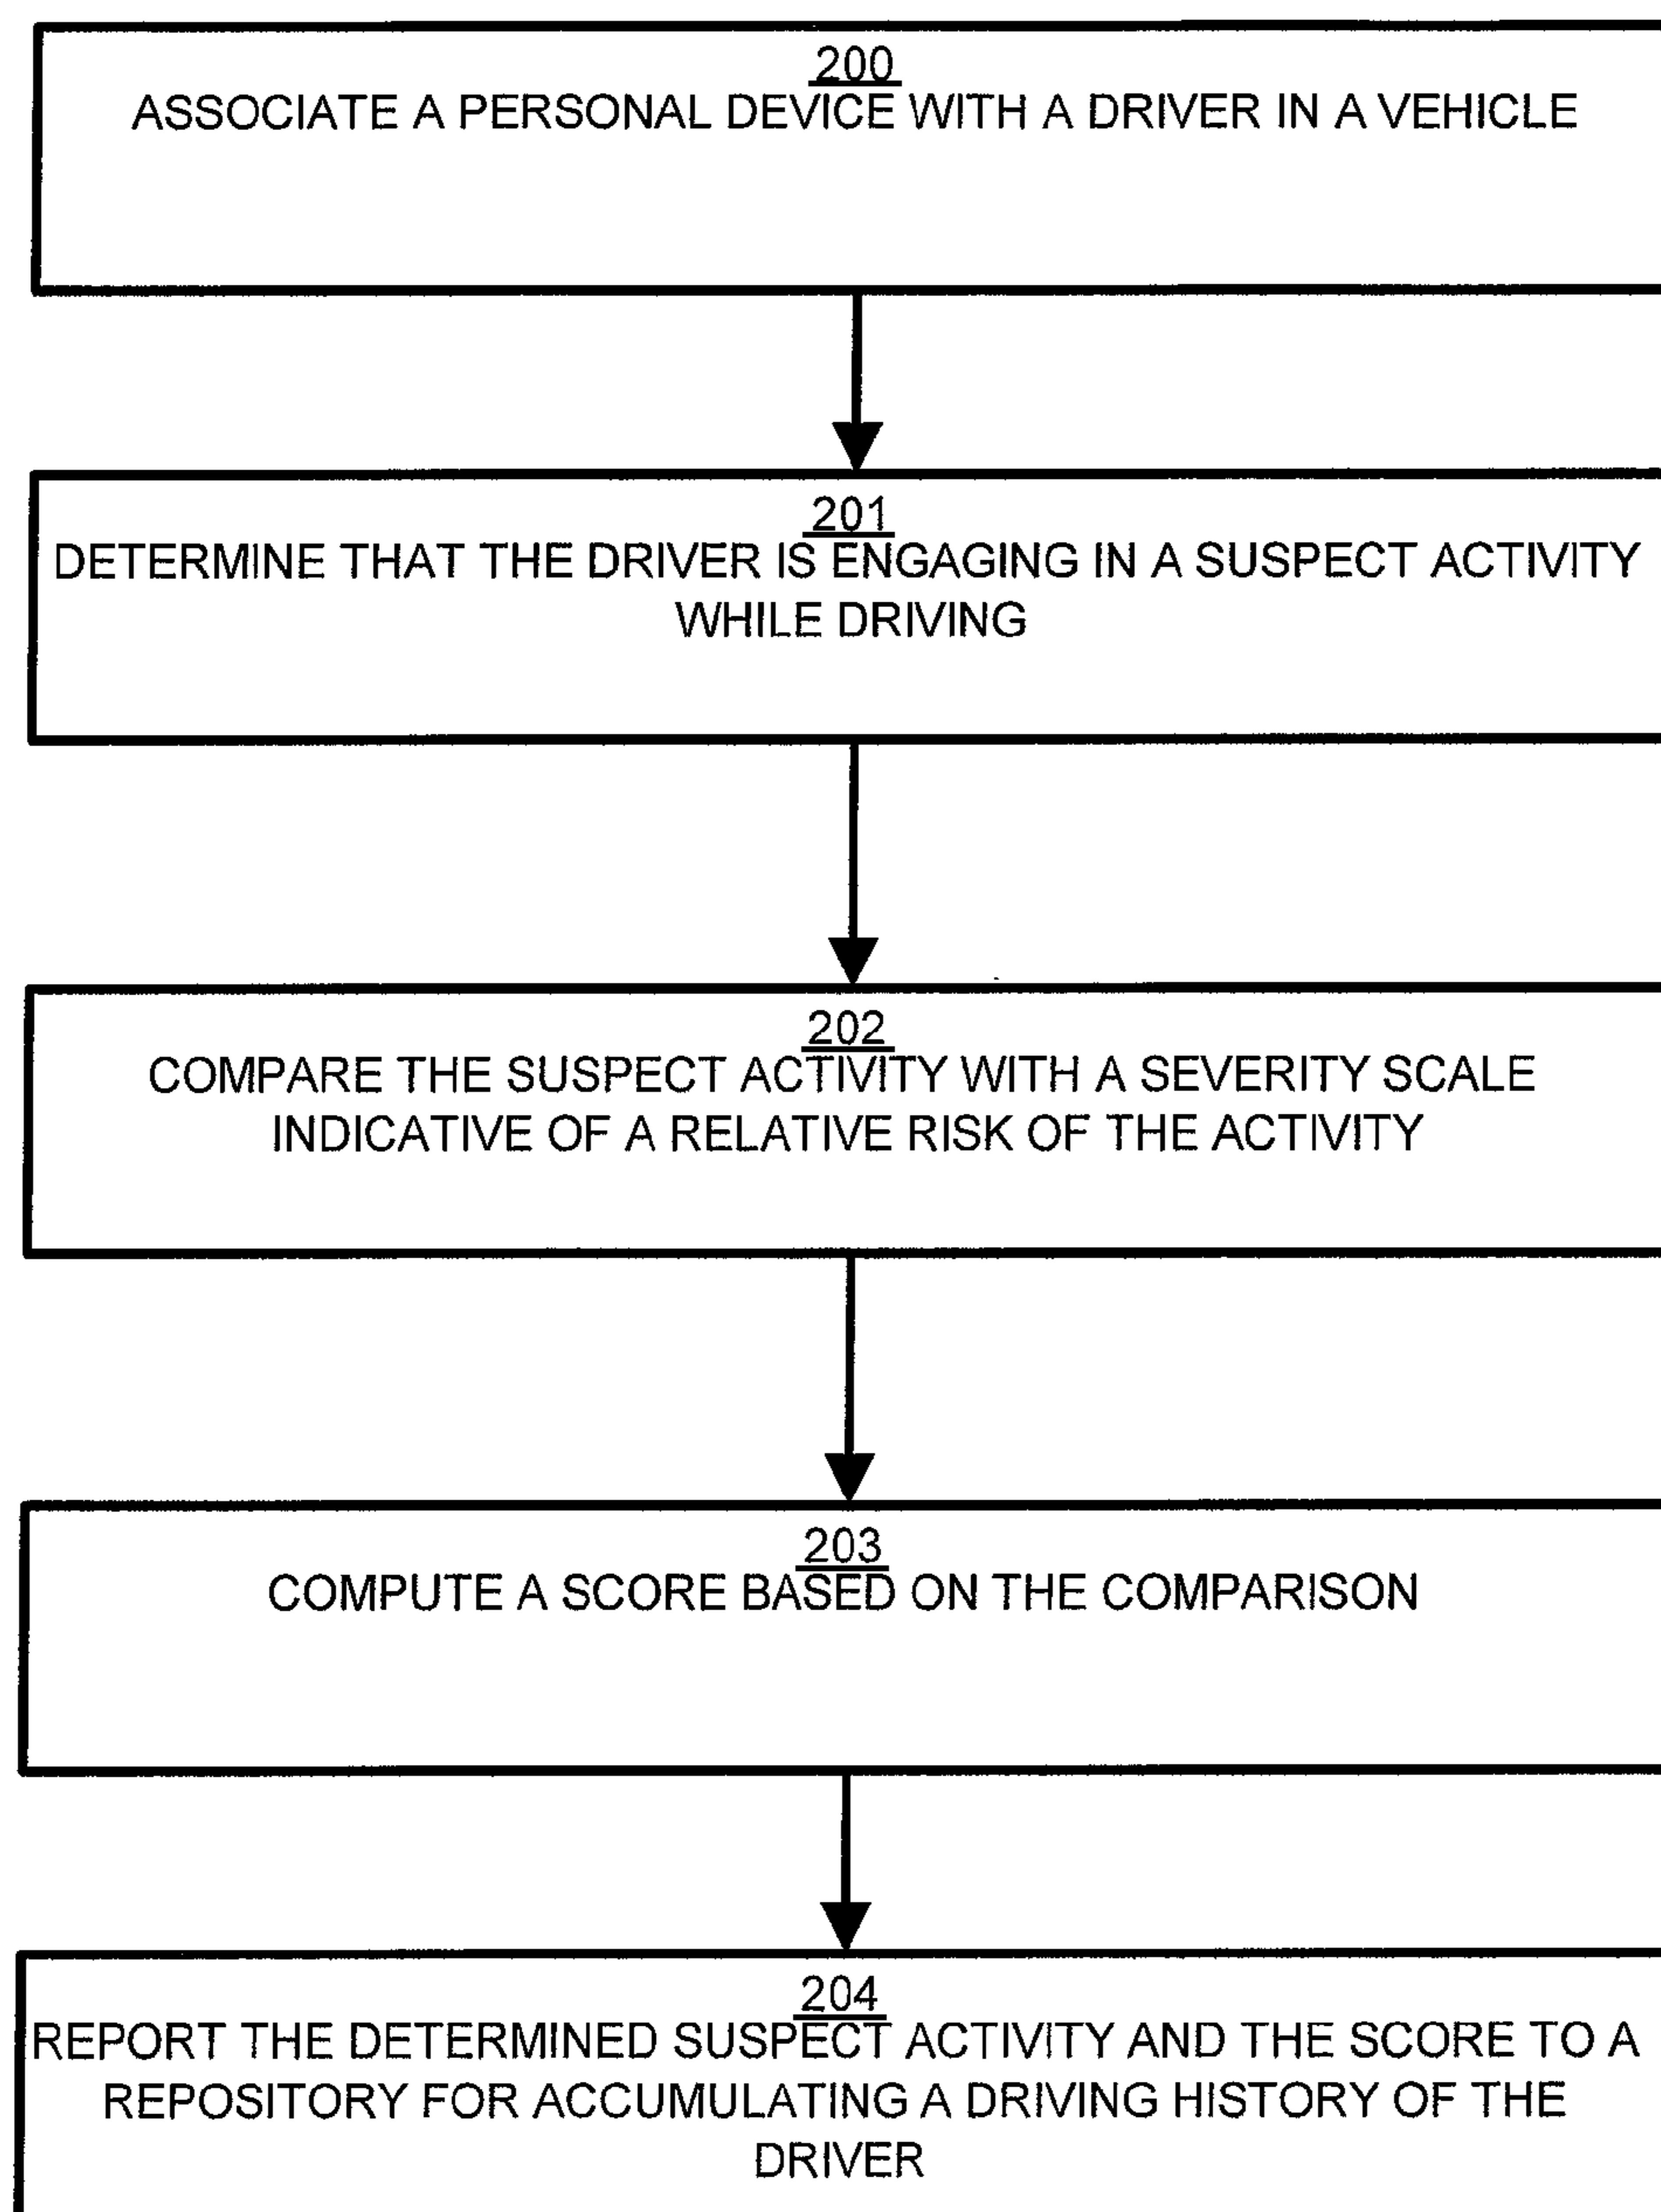 200
ASSOCIATE A PERSONAL DEVICE WITH A DRIVER IN A VEHICLE
201
DETERMINE THAT THE DRIVER IS ENGAGING IN A SUSPECT ACTIVITY
WHILE DRIVING
202
COMPARE THE SUSPECT ACTIVITY WITH A SEVERITY SCALE
INDICATIVE OF A RELATIVE RISK OF THE ACTIVITY
203
COMPUTE A SCORE BASED ON THE COMPARISON
204
REPORT THE DETERMINED SUSPECT ACTIVITY AND THE SCORE TO A
REPOSITORY FOR ACCUMULATING A DRIVING HISTORY OF THE
DRIVER